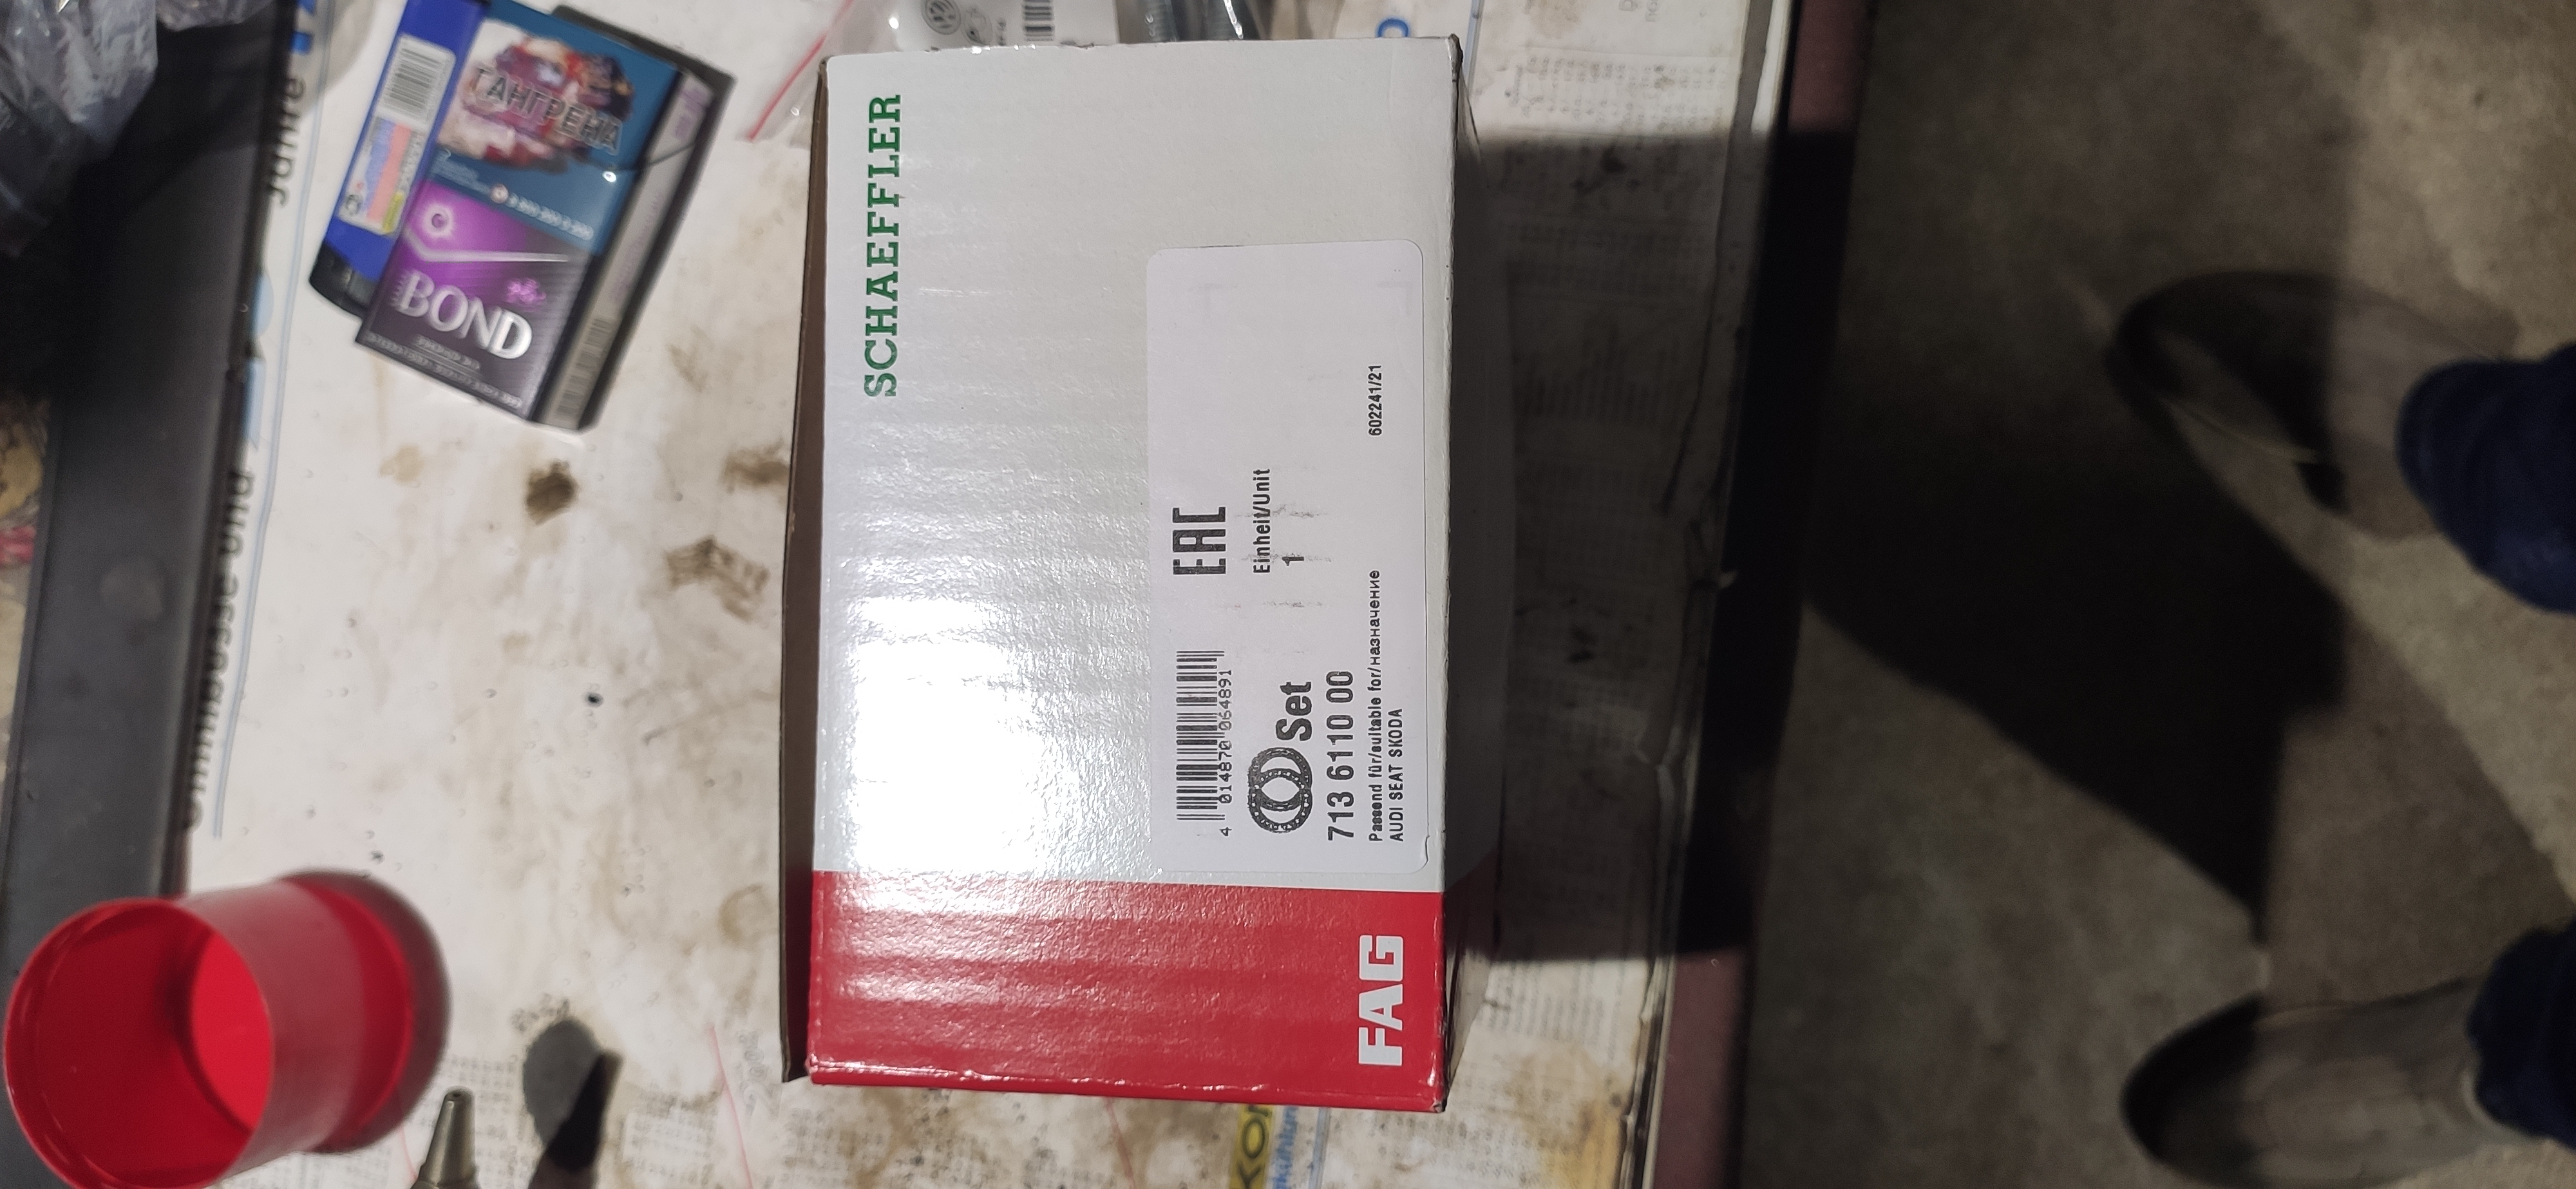 SCHAEFFLER
EAC
4 014870 064891
Einheit/Unit
1
Set
713 6110 00
Passend für/suitable for/назначение
602241/21
AUDI SEAT SKODA
FAG
ГАНГРЕНА
BOND